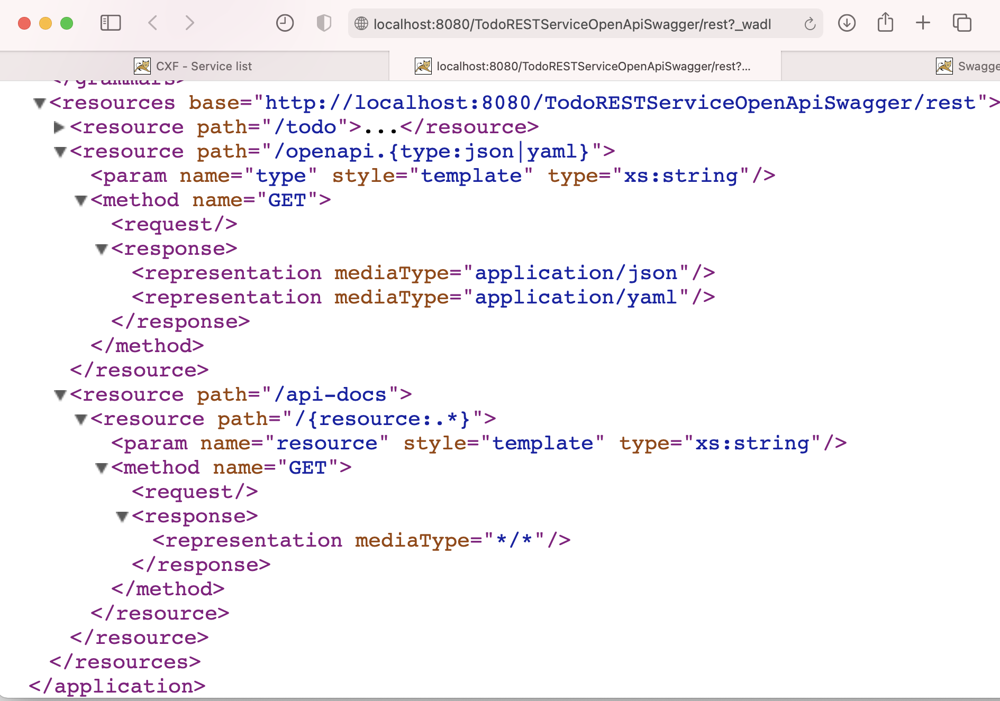 localhost:8080/TodoRESTServiceOpenApiSwagger/rest?_wadl
CXF - Service list
localhost:8080/TodoRESTServiceOpenApiSwagger/rest?...
Swagge
</grammars>
<resources base="http://localhost:8080/TodoRESTServiceOpenApiSwagger/rest">
<resource path="/todo">...</resource>
<resource path="/openapi.{type:json|yaml}">
<param name="type" style="template" type="xs:string"/>
<method name="GET">
<request/>
<response>
<representation mediaType="application/json"/>
<representation mediaType="application/yaml"/>
</response>
</method>
</resource>
<resource path="/api-docs">
<resource path="/{resource:.*}">
<param name="resource" style="template" type="xs:string"/>
<method name="GET">
<request/>
<response>
<representation mediaType="*/*"/>
</response>
</method>
</resource>
</resource>
</resources>
</application>